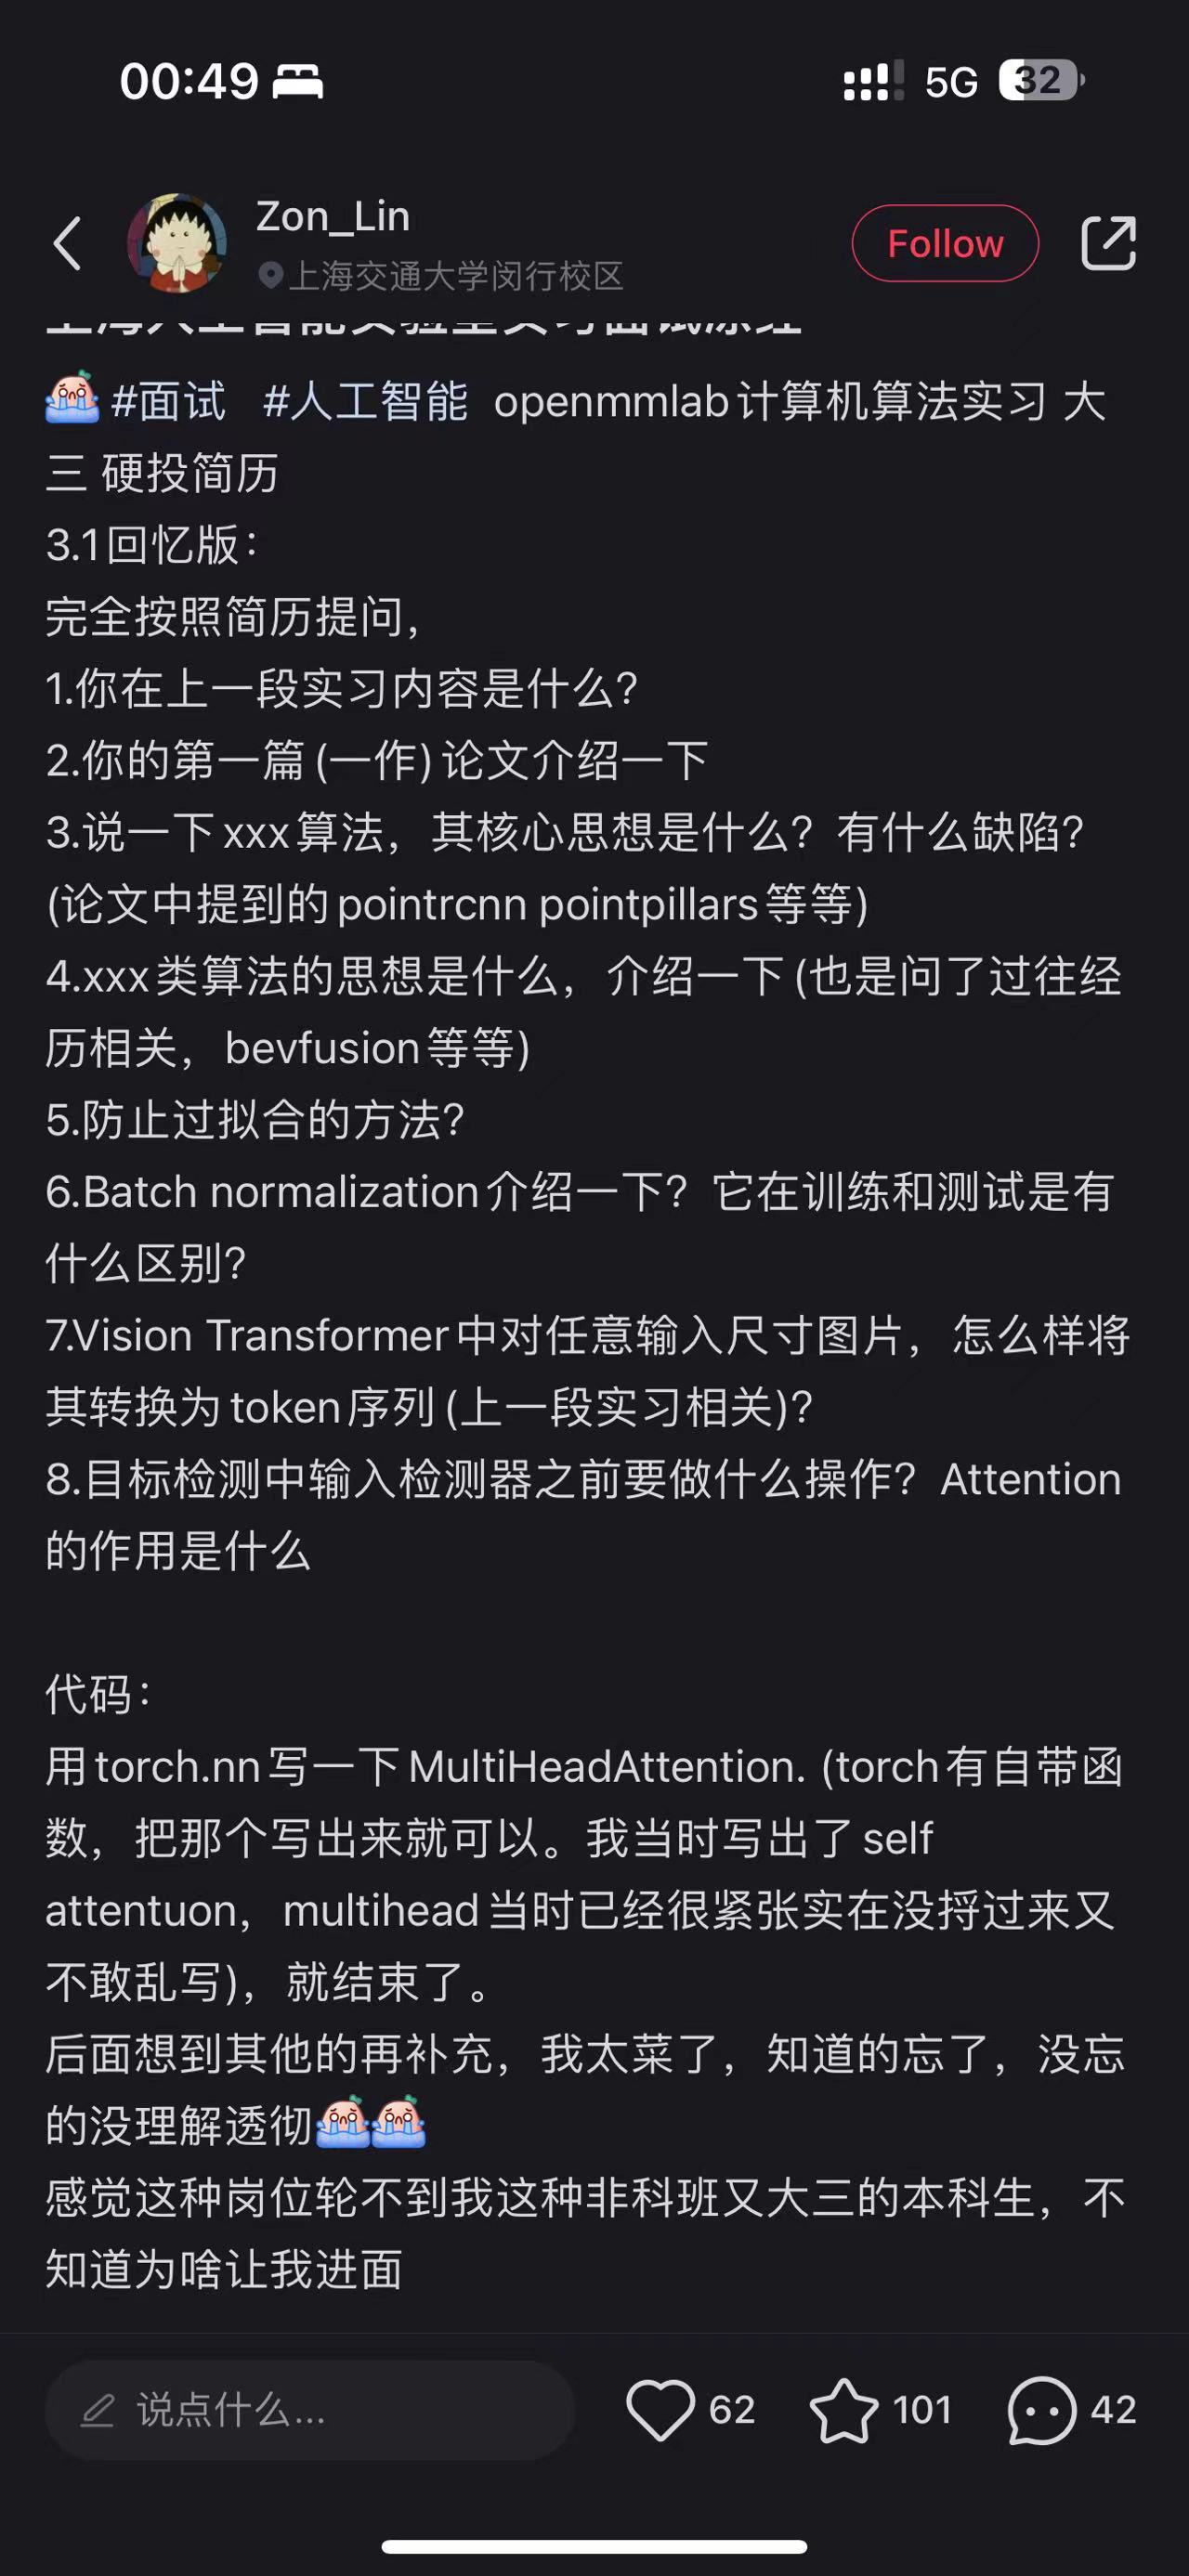 00:49
5G 32
Zon_Lin
上海交通大学闵行校区
Follow
上海人工智能实验室实习面试凉经
#面试 #人工智能 openmmlab计算机算法实习 大
三 硬投简历
3.1回忆版：
完全按照简历提问，
1.你在上一段实习内容是什么？
2.你的第一篇(一作)论文介绍一下
3.说一下xxx算法，其核心思想是什么？有什么缺陷？
(论文中提到的pointrcnn pointpillars等等)
4.xxx类算法的思想是什么，介绍一下(也是问了过往经
历相关，bevfusion等等)
5.防止过拟合的方法？
6.Batch normalization介绍一下？它在训练和测试是有
什么区别？
7.Vision Transformer中对任意输入尺寸图片，怎么样将
其转换为token序列(上一段实习相关)？
8.目标检测中输入检测器之前要做什么操作？Attention
的作用是什么
代码：
用torch.nn写一下MultiHeadAttention. (torch有自带函
数，把那个写出来就可以。我当时写出了self
attentuon，multihead当时已经很紧张实在没捋过来又
不敢乱写)，就结束了。
后面想到其他的再补充，我太菜了，知道的忘了，没忘
的没理解透彻
感觉这种岗位轮不到我这种非科班又大三的本科生，不
知道为啥让我进面
说点什么...
62
101
42